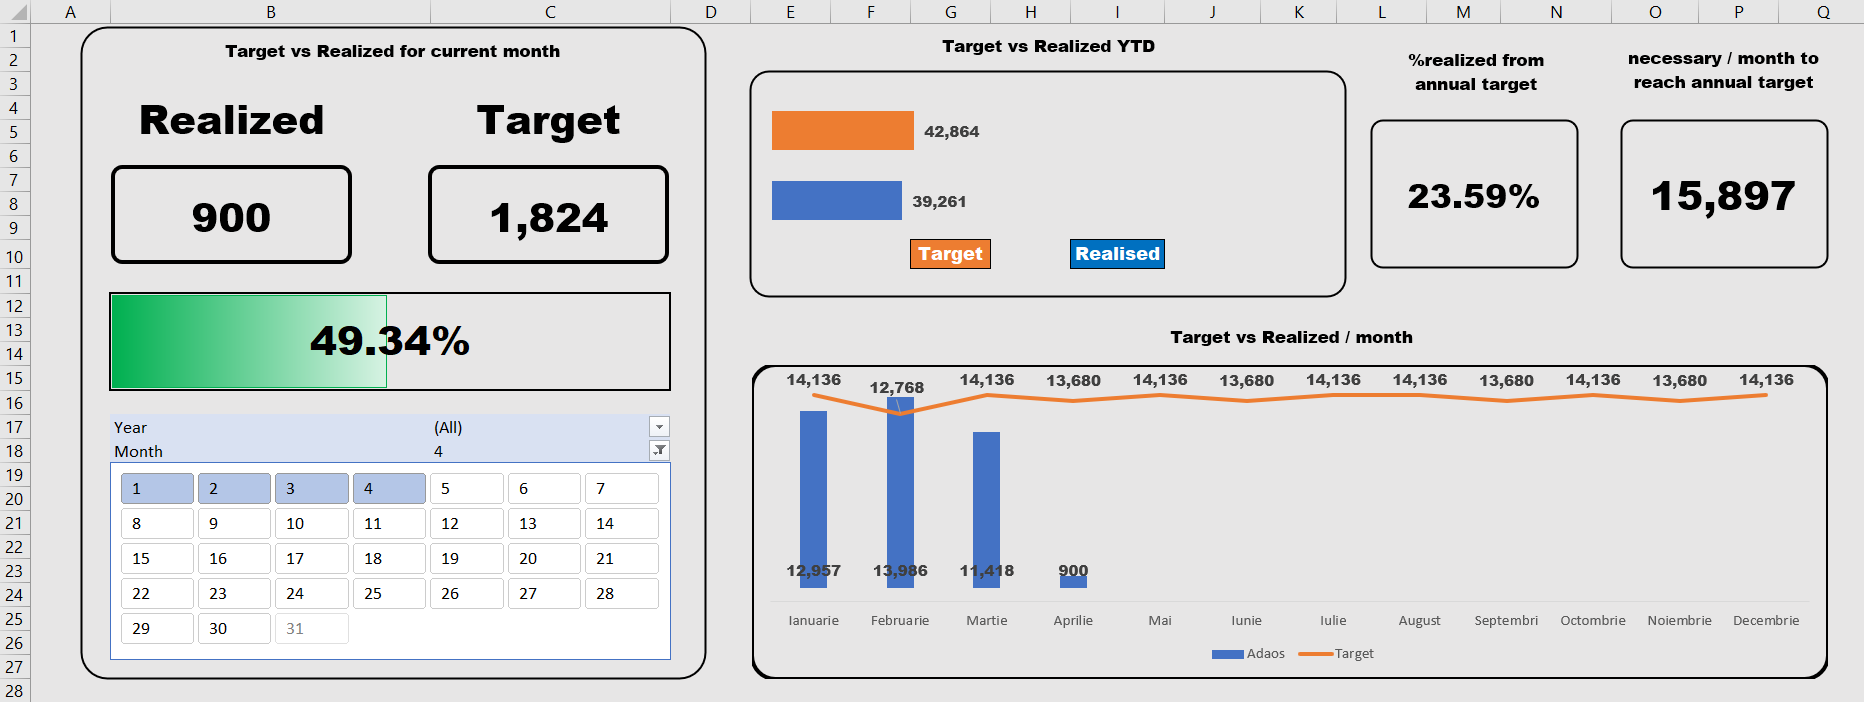 A B C D E F G H I J K L M N O P Q
1
2
3
4
5
6
7
8
9
10
11
12
13
14
15
16
17
18
19
20
21
22
23
24
25
26
27
28
Target vs Realized for current month
Realized Target
900 1,824
49.34%
Year (All)
Month 4
1 2 3 4 5 6 7
8 9 10 11 12 13 14
15 16 17 18 19 20 21
22 23 24 25 26 27 28
29 30 31
Target vs Realized YTD
42,864
39,261
Target Realised
%realized from
annual target
23.59%
necessary / month to
reach annual target
15,897
Target vs Realized / month
14,136 12,768 14,136 13,680 14,136 13,680 14,136 14,136 13,680 14,136 13,680 14,136
12,957 13,986 11,418 900
Ianuarie Februarie Martie Aprilie Mai Iunie Iulie August Septembri Octombrie Noiembrie Decembrie
Adaos Target